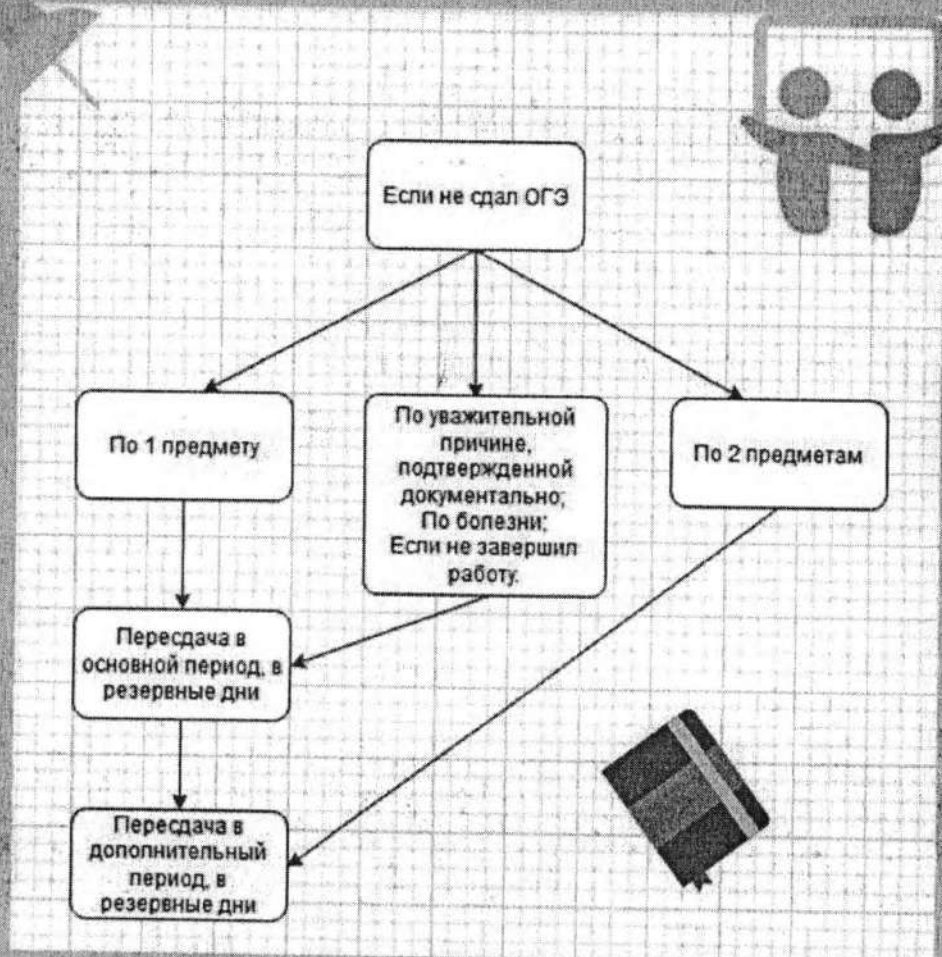 Если не сдал ОГЭ
По 1 предмету
По уважительной
причине,
подтвержденной
документально;
По болезни;
Если не завершил
работу.
По 2 предметам
Пересдача в
основной период, в
резервные дни
Пересдача в
дополнительный
период, в
резервные дни